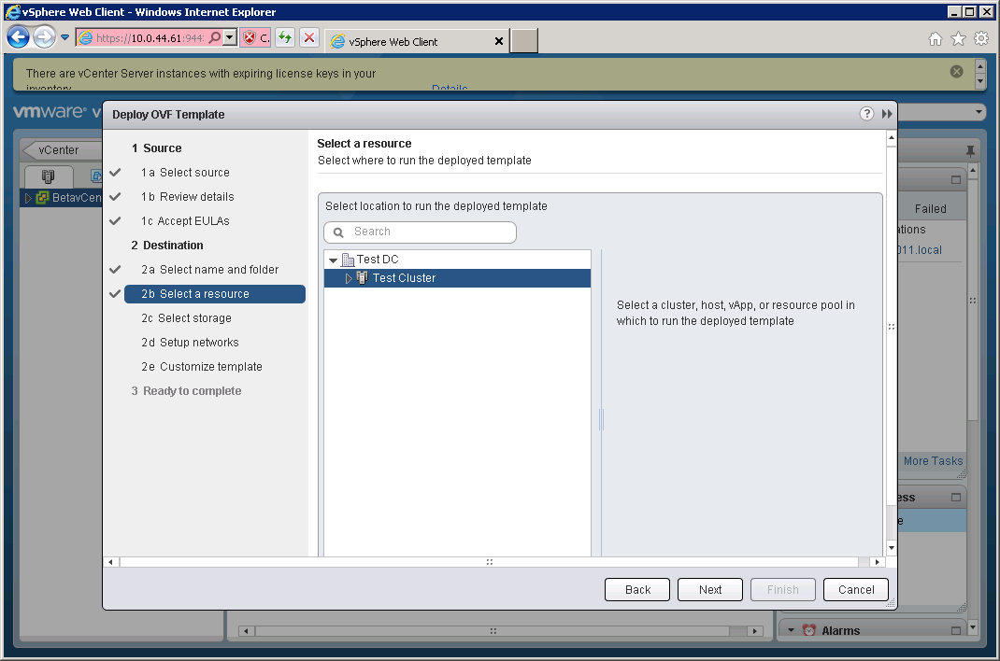 vSphere Web Client - Windows Internet Explorer
https://10.0.44.61:944
C.
vSphere Web Client
There are vCenter Server instances with expiring license keys in your
inventory
Details
vmware® v
Deploy OVF Template
vCenter
BetavCen
1 Source
1a Select source
1b Review details
1c Accept EULAs
2 Destination
2a Select name and folder
2b Select a resource
2c Select storage
2d Setup networks
2e Customize template
3 Ready to complete
Select a resource
Select where to run the deployed template
Select location to run the deployed template
Search
Test DC
Test Cluster
Select a cluster, host, vApp, or resource pool in
which to run the deployed template
Back
Next
Finish
Cancel
Failed
ations
011.local
More Tasks
ess
e
Alarms